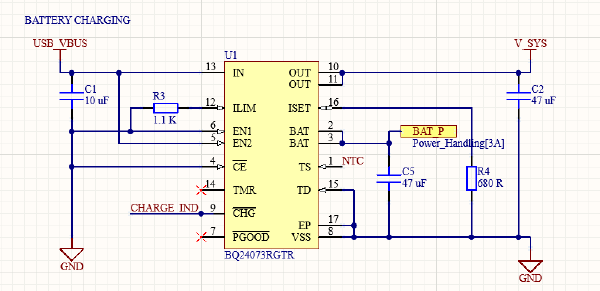 BATTERY CHARGING
USB_VBUS
V_SYS
U1
13 IN OUT 10
OUT 11
C1
10 uF
C2
47 uF
R3
1.1 K
12 ILIM ISET 16
6 EN1 BAT 2
5 EN2 BAT 3
BAT_P
Power_Handling[3A]
4 CE TS 1 NTC
14 TMR TD 15
C5
47 uF
R4
680 R
CHARGE_IND 9 CHG
EP 17
7 PGOOD VSS 8
BQ24073RGTR
GND
GND